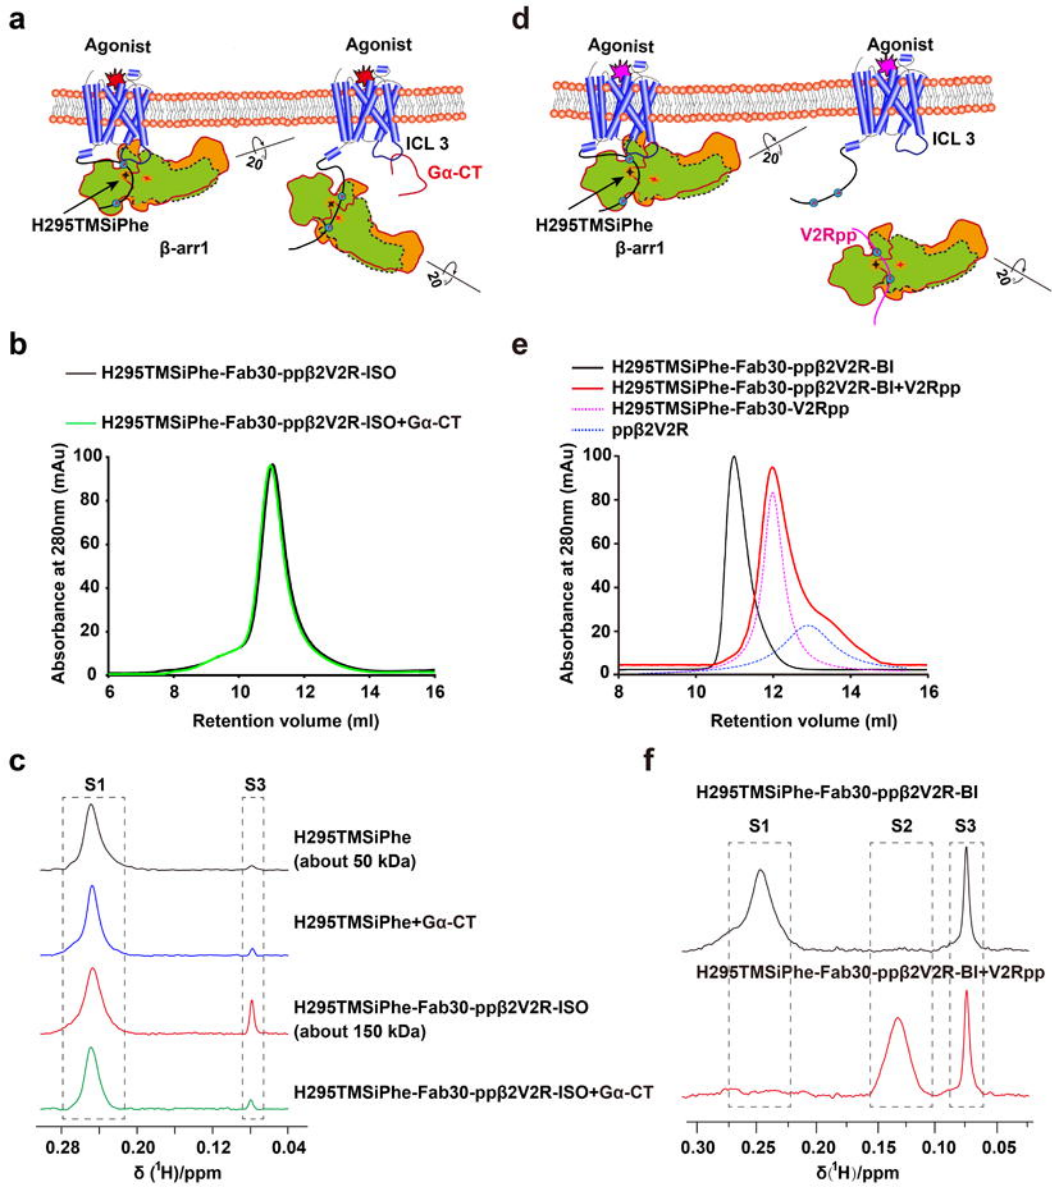 a
Agonist
Agonist
ICL 3
Gα-CT
20°
H295TMSiPhe
β-arr1
20°
d
Agonist
Agonist
ICL 3
20°
H295TMSiPhe
β-arr1
V2Rpp
20°
b
H295TMSiPhe-Fab30-ppβ2V2R-ISO
H295TMSiPhe-Fab30-ppβ2V2R-ISO+Gα-CT
Absorbance at 280nm (mAu)
100
80
60
40
20
0
6 8 10 12 14 16
Retention volume (ml)
e
H295TMSiPhe-Fab30-ppβ2V2R-BI
H295TMSiPhe-Fab30-ppβ2V2R-BI+V2Rpp
H295TMSiPhe-Fab30-V2Rpp
ppβ2V2R
Absorbance at 280nm (mAu)
100
80
60
40
20
0
8 10 12 14 16
Retention volume (ml)
c
S1 S3
H295TMSiPhe
(about 50 kDa)
H295TMSiPhe+Gα-CT
H295TMSiPhe-Fab30-ppβ2V2R-ISO
(about 150 kDa)
H295TMSiPhe-Fab30-ppβ2V2R-ISO+Gα-CT
0.28 0.20 0.12 0.04
δ (¹H)/ppm
f
H295TMSiPhe-Fab30-ppβ2V2R-BI
S1 S2 S3
H295TMSiPhe-Fab30-ppβ2V2R-BI+V2Rpp
0.30 0.25 0.20 0.15 0.10 0.05
δ(¹H)/ppm